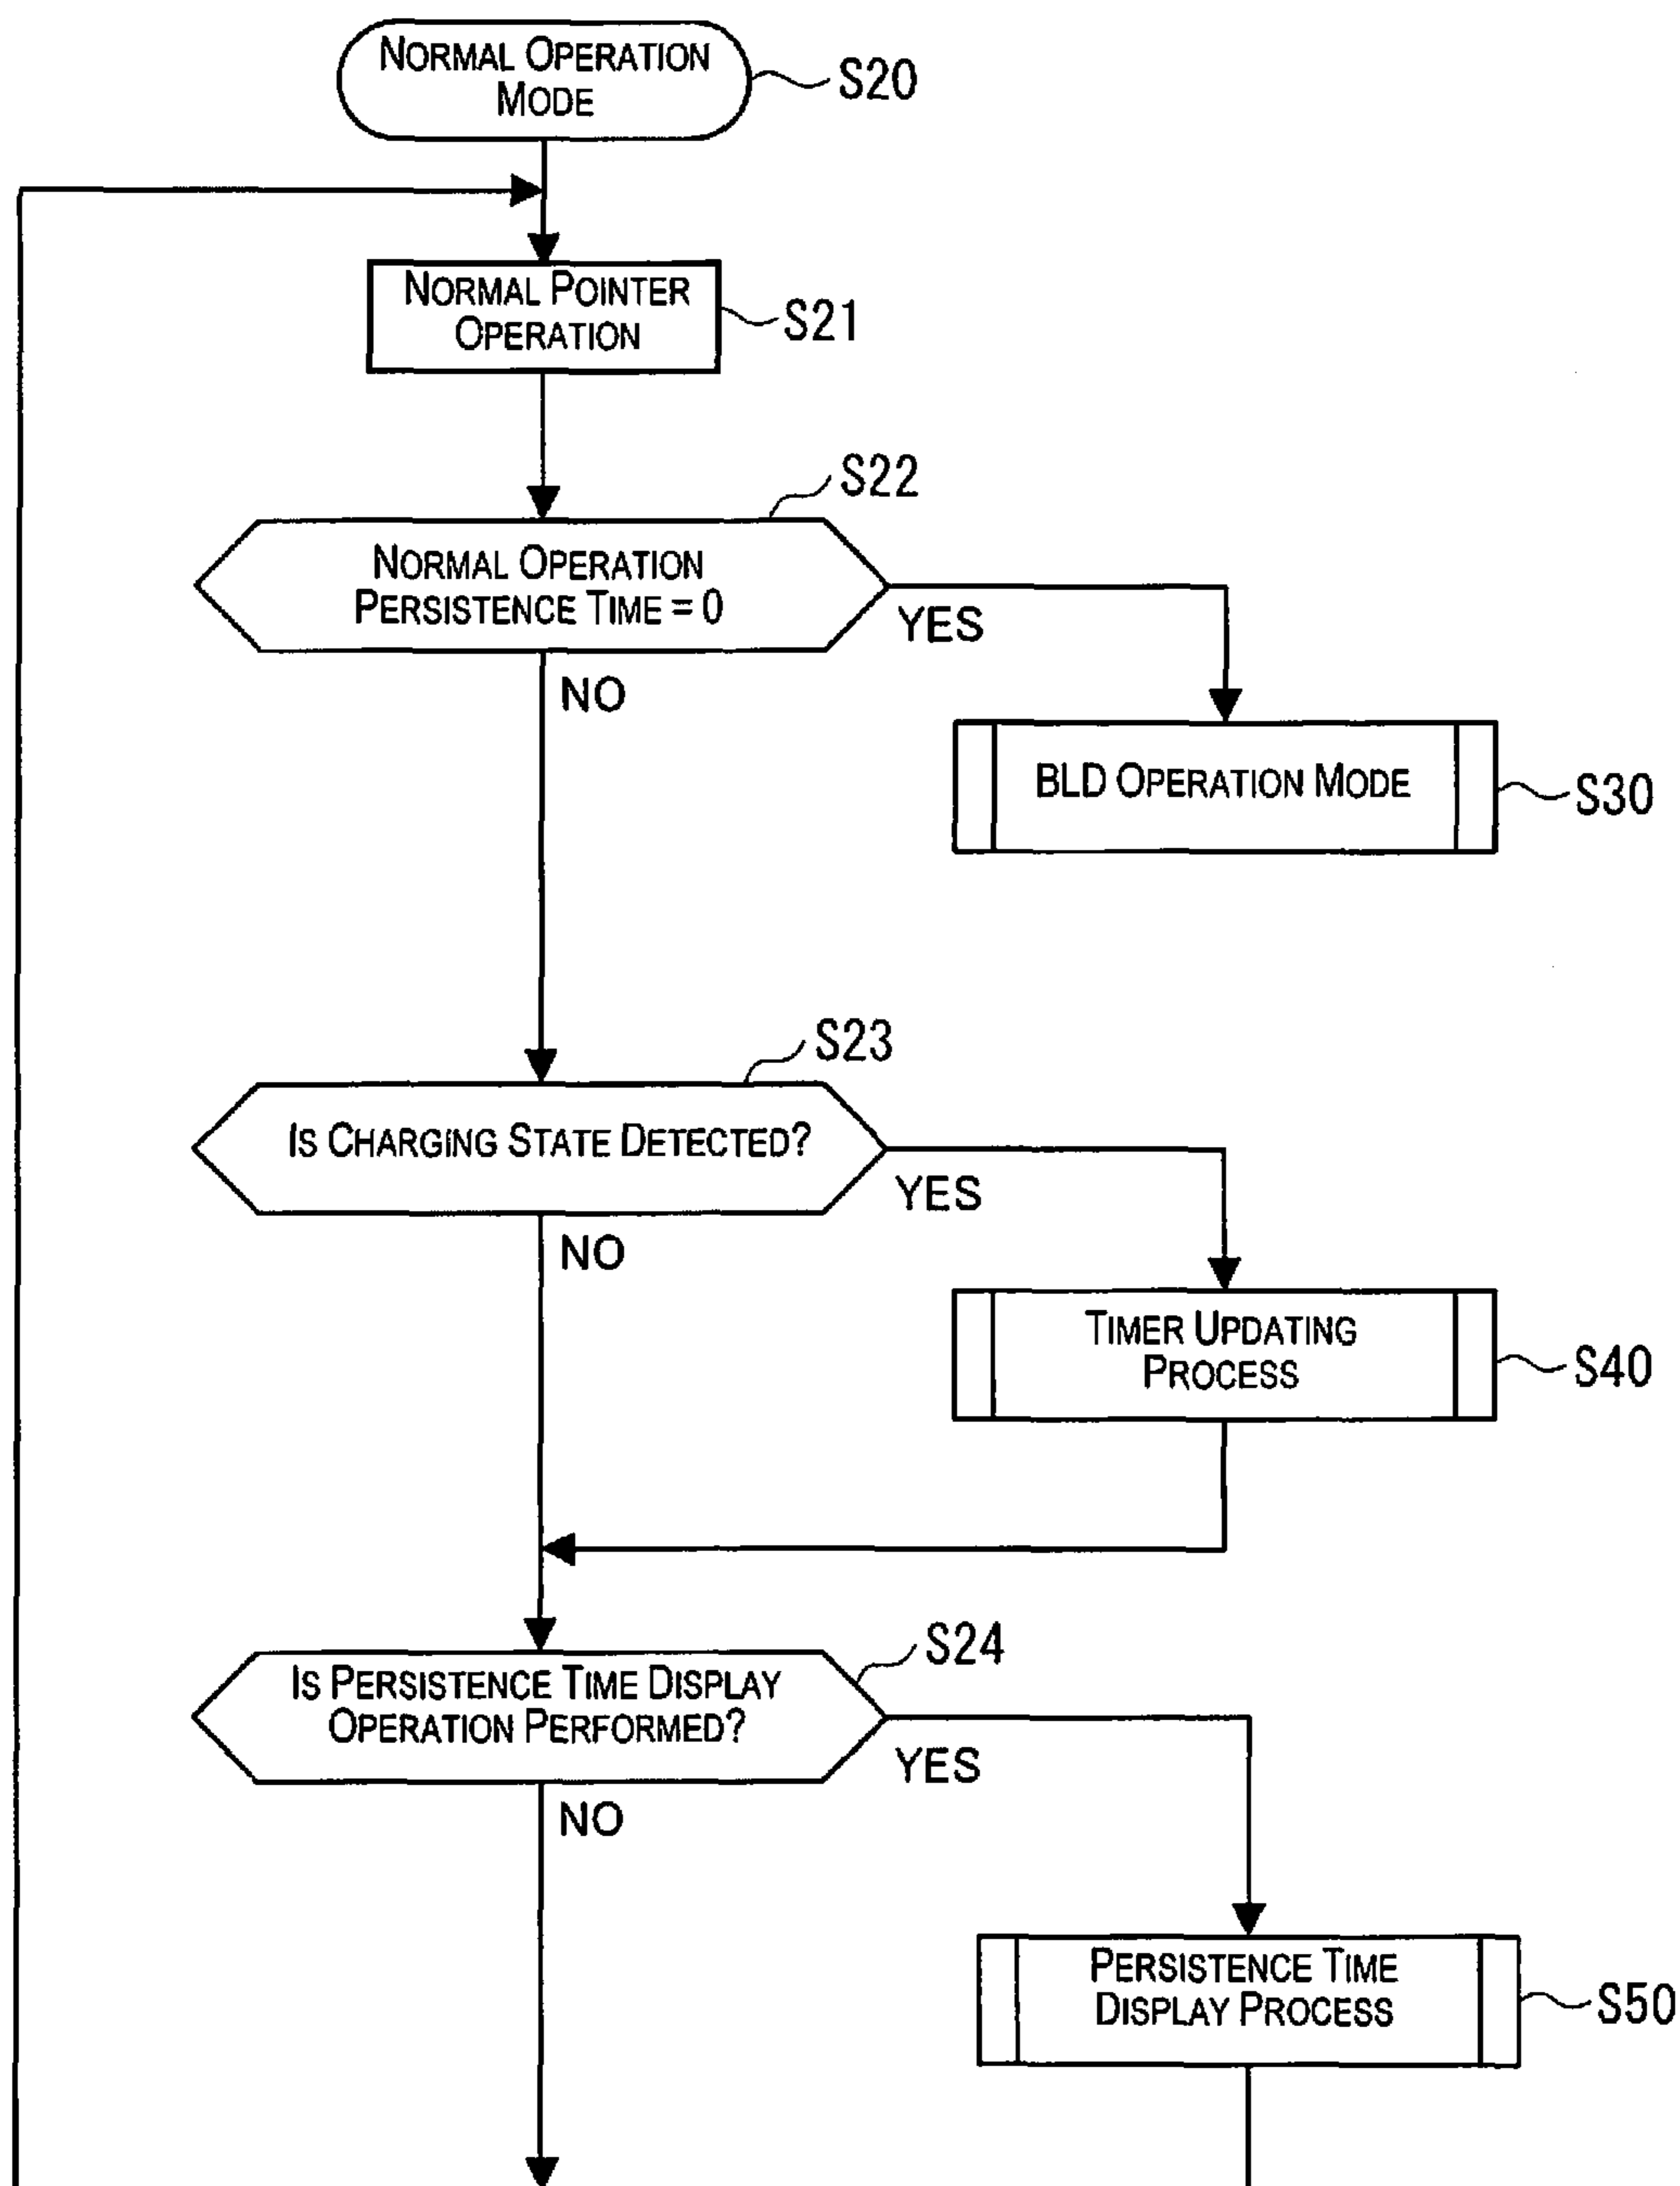 NORMAL OPERATION
MODE
S20
NORMAL POINTER
OPERATION
S21
S22
NORMAL OPERATION
PERSISTENCE TIME = 0
YES
NO
BLD OPERATION MODE
S30
S23
IS CHARGING STATE DETECTED?
YES
NO
TIMER UPDATING
PROCESS
S40
S24
IS PERSISTENCE TIME DISPLAY
OPERATION PERFORMED?
YES
NO
PERSISTENCE TIME
DISPLAY PROCESS
S50